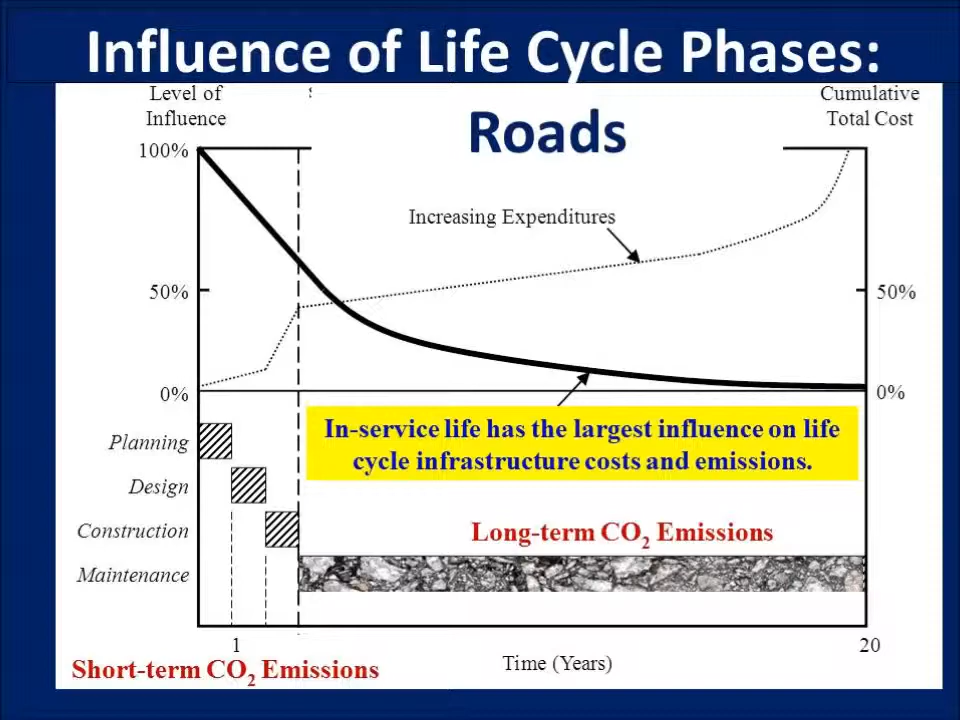 Influence of Life Cycle Phases:
Roads
Level of
Influence
Cumulative
Total Cost
100%
Increasing Expenditures
50%
50%
0%
0%
In-service life has the largest influence on life
cycle infrastructure costs and emissions.
Planning
Design
Construction
Long-term CO2 Emissions
Maintenance
1
20
Time (Years)
Short-term CO2 Emissions